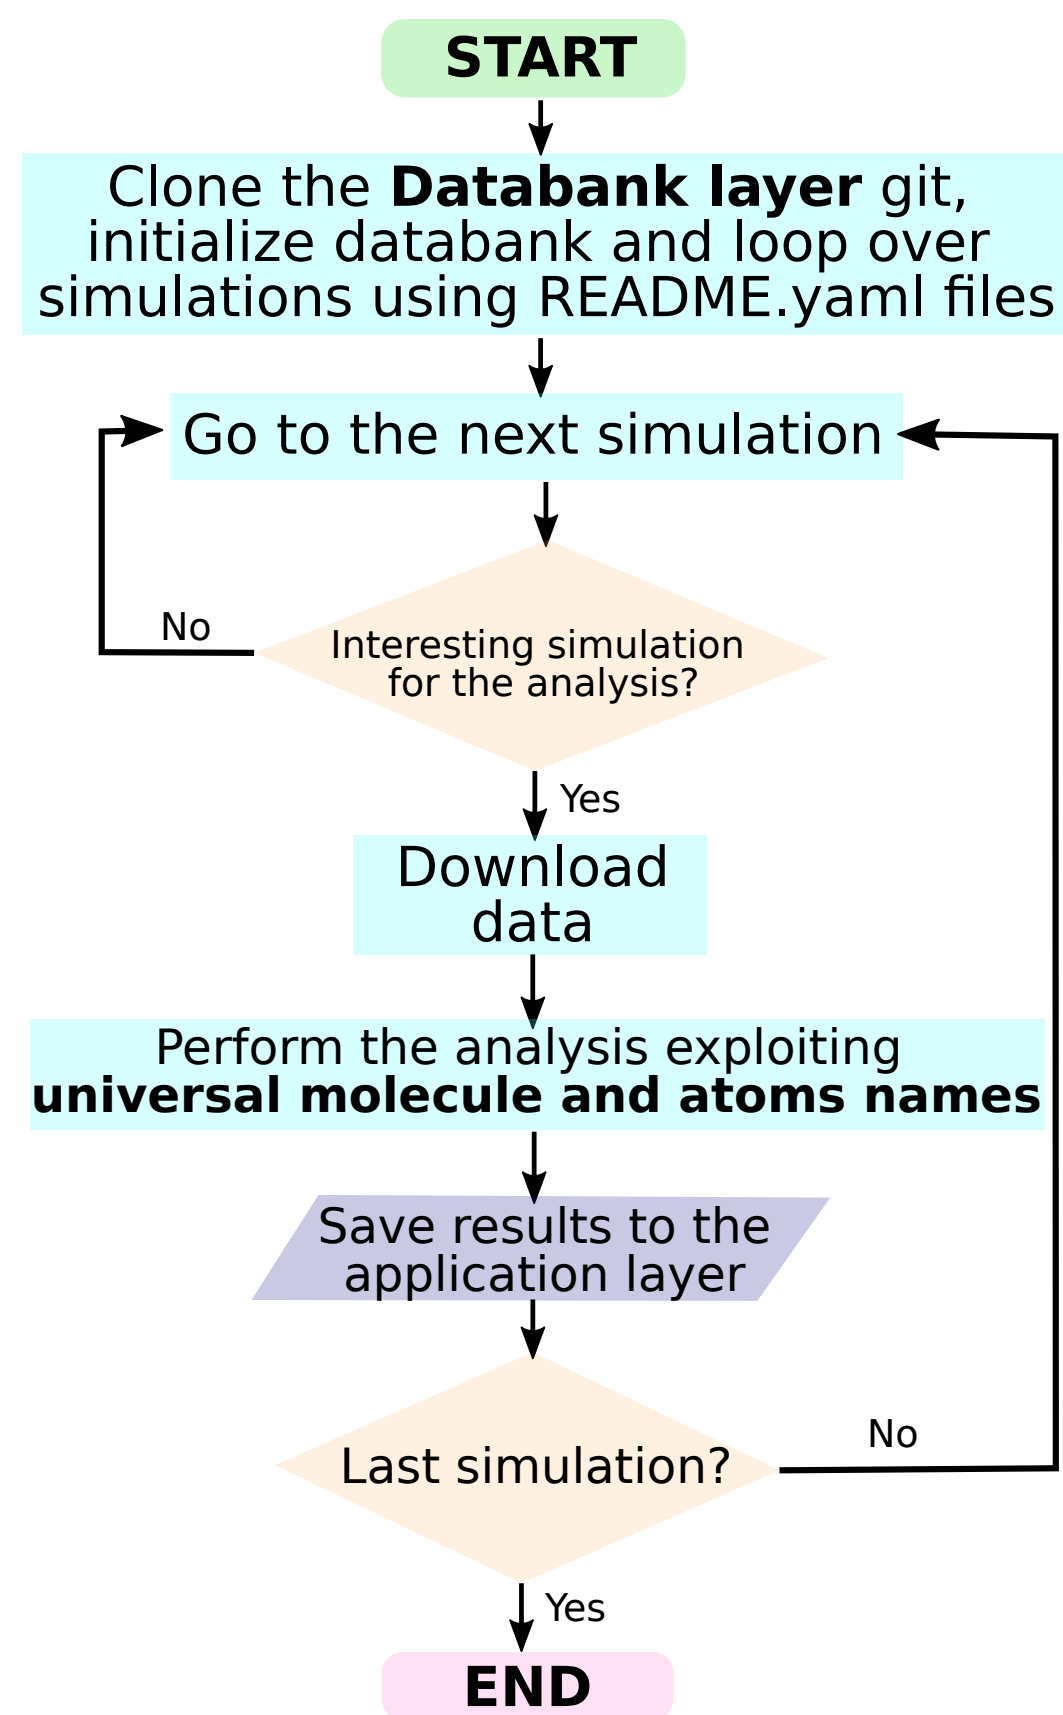 START
Clone the Databank layer git,
initialize databank and loop over
simulations using README.yaml files
Go to the next simulation
No
Interesting simulation
for the analysis?
Yes
Download
data
Perform the analysis exploiting
universal molecule and atoms names
Save results to the
application layer
No
Last simulation?
Yes
END